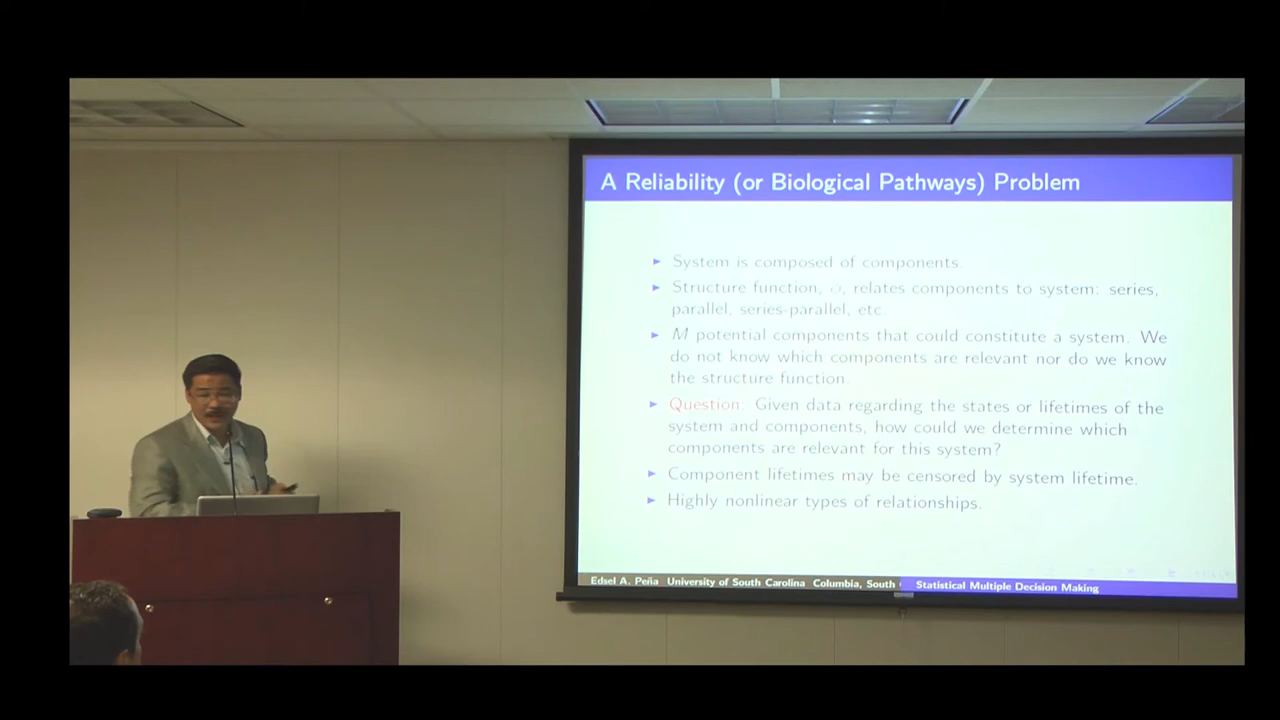 A Reliability (or Biological Pathways) Problem
System is composed of components.
Structure function, ϕ, relates components to system: series,
parallel, series-parallel, etc.
M potential components that could constitute a system. We
do not know which components are relevant nor do we know
the structure function.
Question: Given data regarding the states or lifetimes of the
system and components, how could we determine which
components are relevant for this system?
Component lifetimes may be censored by system lifetime.
Highly nonlinear types of relationships.
Edsel A. Peña University of South Carolina Columbia, South
Statistical Multiple Decision Making